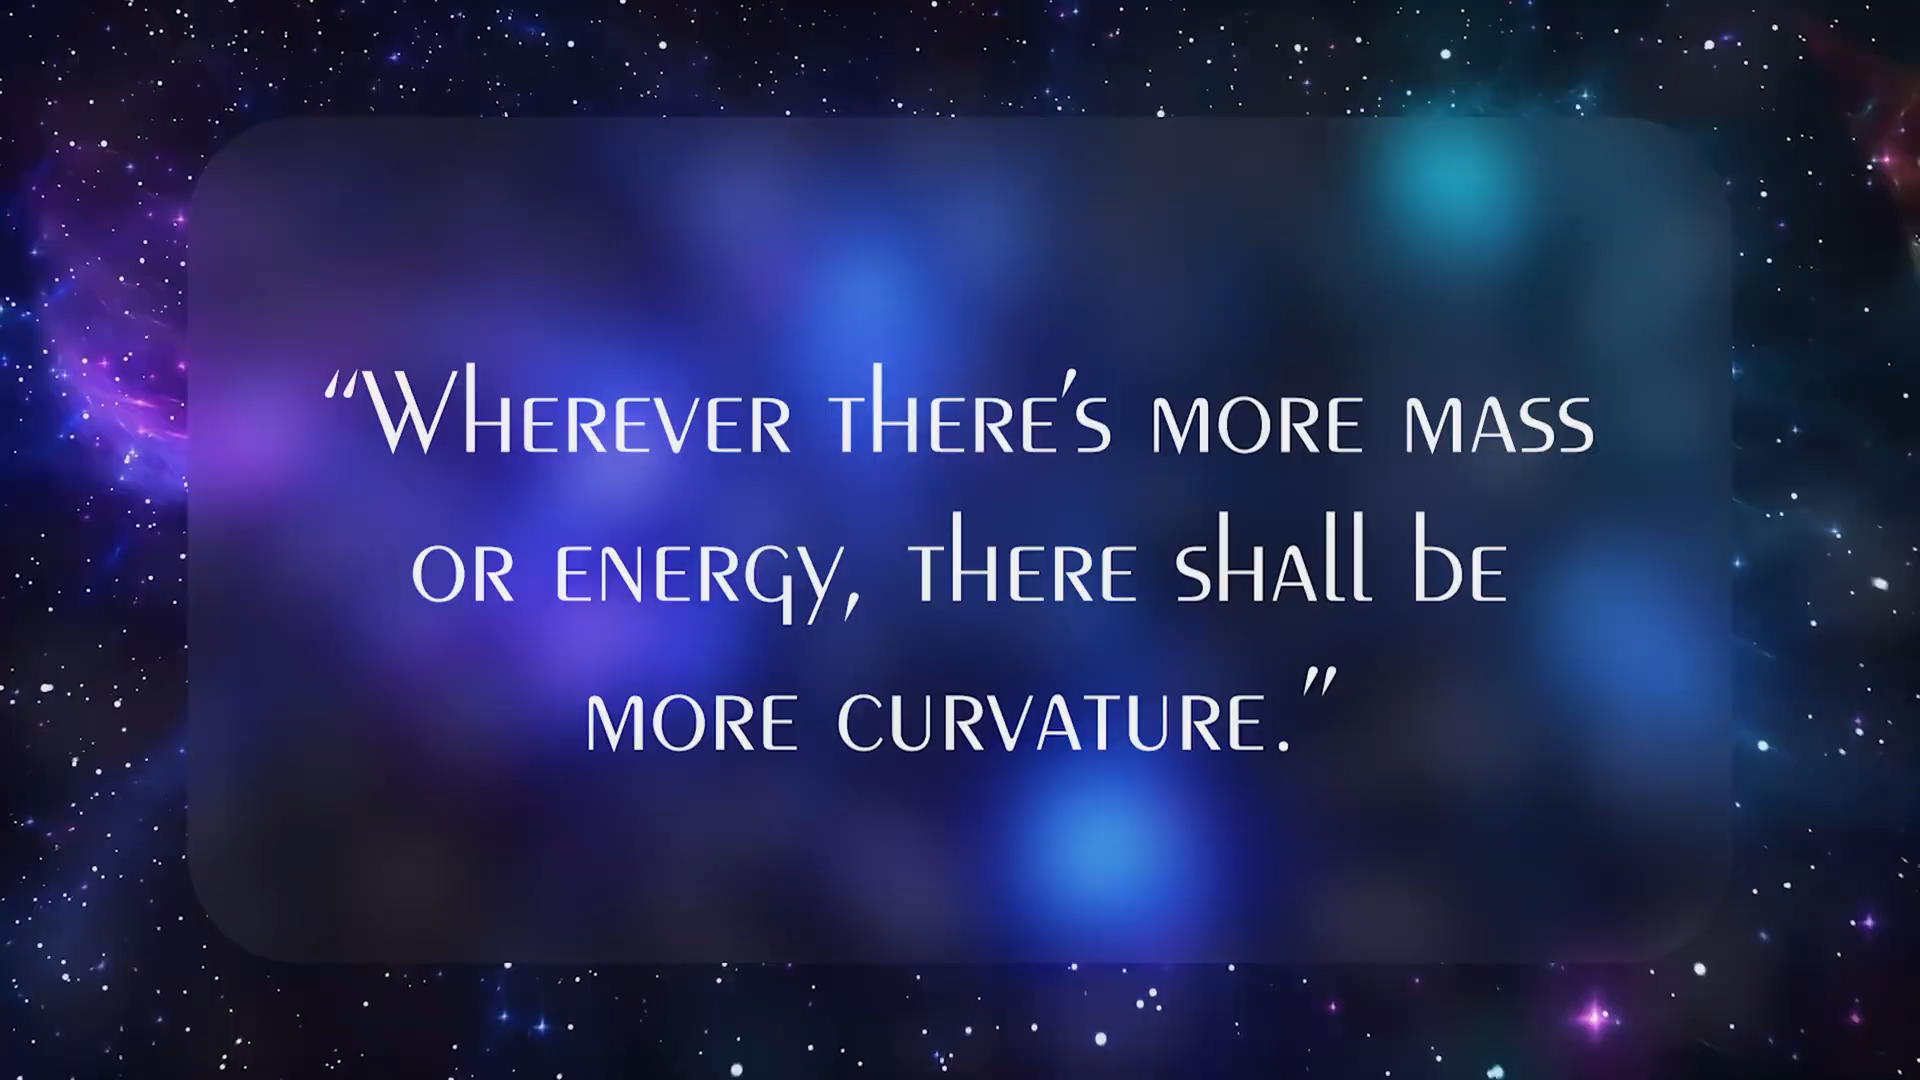 “Wherever there’s more mass
or energy, there shall be
more curvature.”